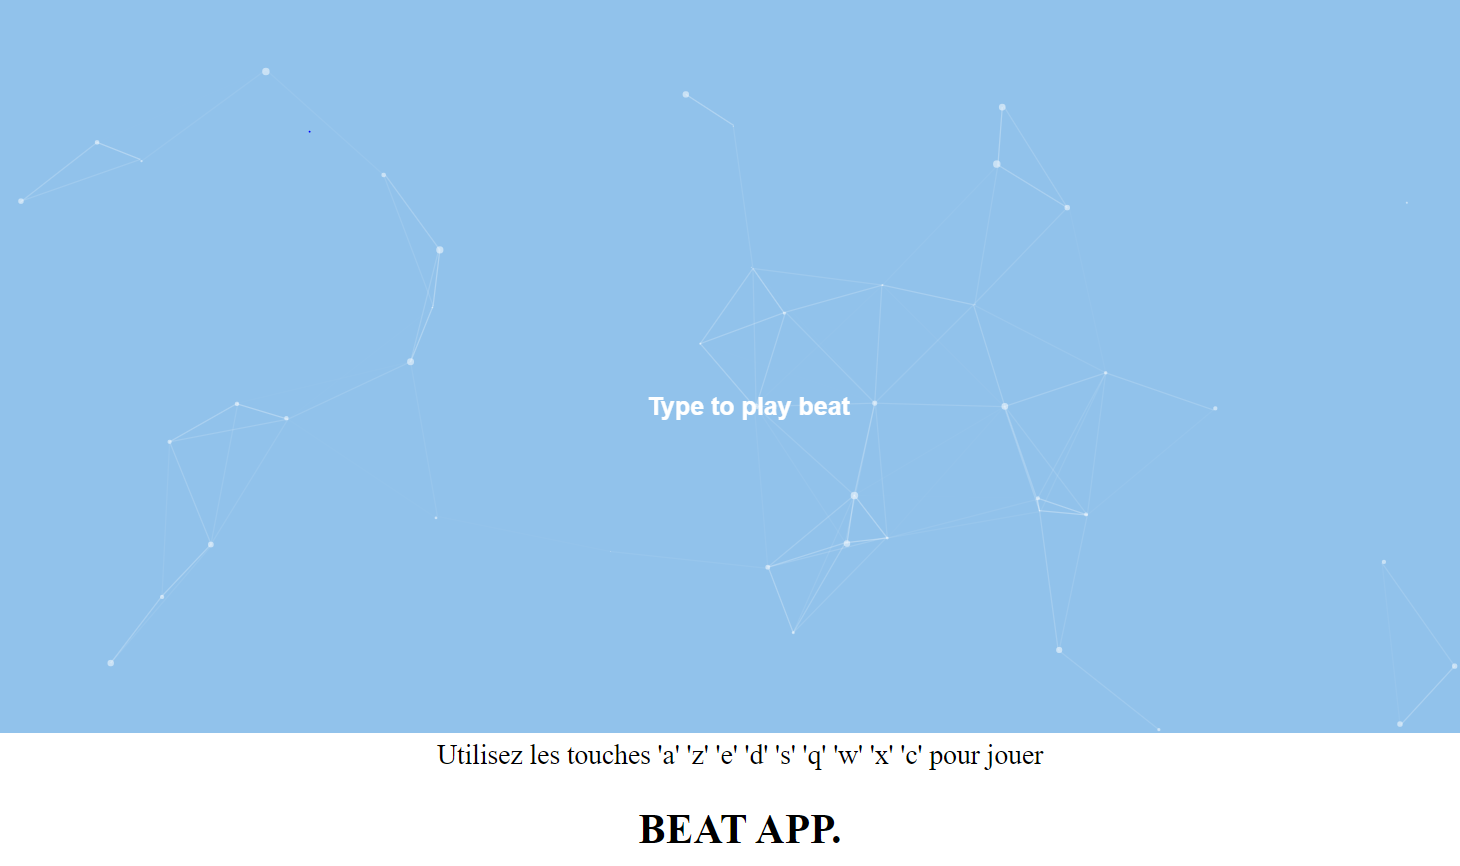 Type to play beat
Utilisez les touches 'a' 'z' 'e' 'd' 's' 'q' 'w' 'x' 'c' pour jouer
BEAT APP.